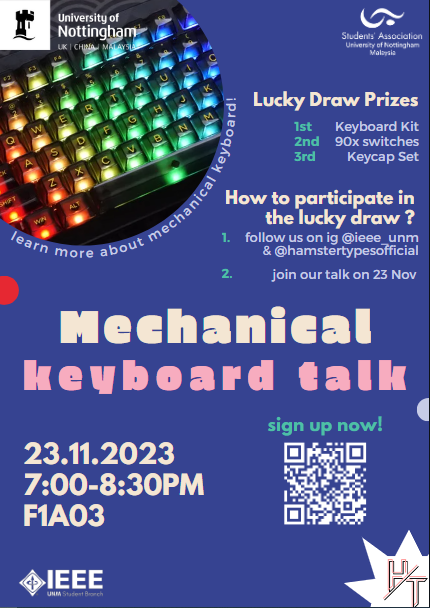 University of
Nottingham
UK | CHINA | MALAYSIA
Students' Association
University of Nottingham
Malaysia
learn more about mechanical keyboard!
Lucky Draw Prizes
1st Keyboard Kit
2nd 90x switches
3rd Keycap Set
How to participate in
the lucky draw ?
1. follow us on ig @ieee_unm
& @hamstertypesofficial
2. join our talk on 23 Nov
Mechanical
keyboard talk
sign up now!
23.11.2023
7:00-8:30PM
F1A03
IEEE
UNM Student Branch
H/T